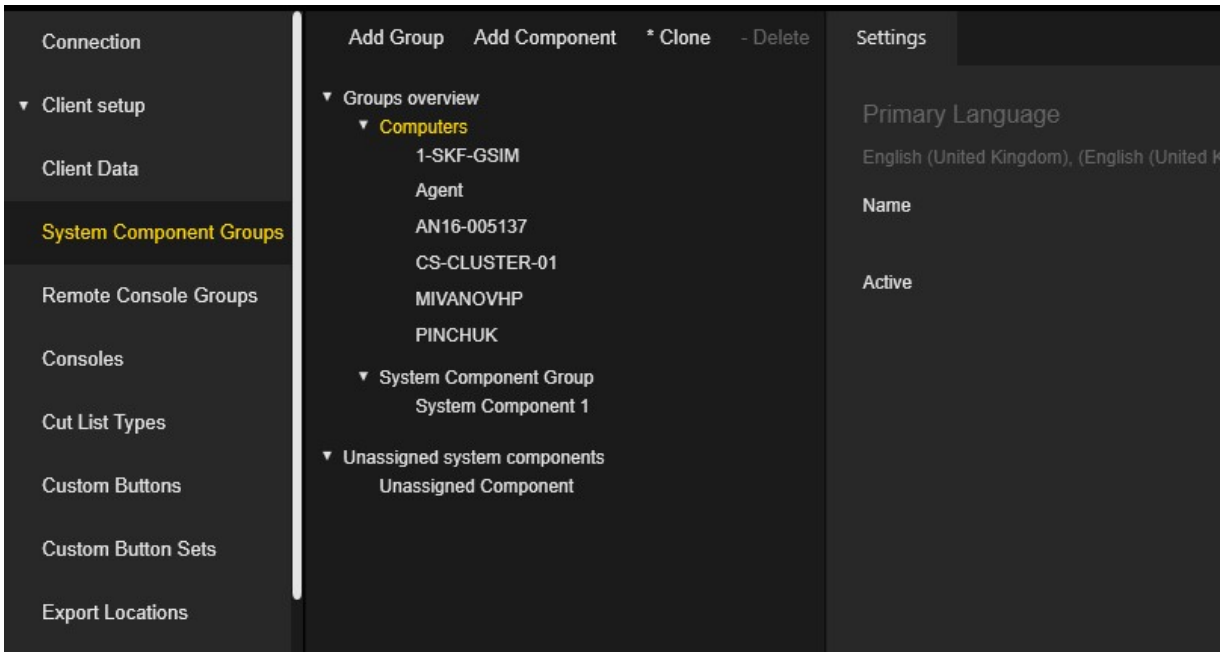 Connection
Client setup
Client Data
System Component Groups
Remote Console Groups
Consoles
Cut List Types
Custom Buttons
Custom Button Sets
Export Locations
Add Group Add Component * Clone - Delete
Groups overview
Computers
1-SKF-GSIM
Agent
AN16-005137
CS-CLUSTER-01
MIVANOVHP
PINCHUK
System Component Group
System Component 1
Unassigned system components
Unassigned Component
Settings
Primary Language
English (United Kingdom), (English (United
Name
Active